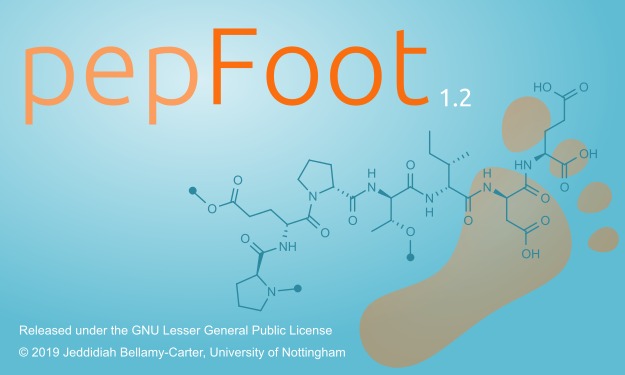 pepFoot 1.2
HO O
OH
HN
O
O
H
O
H
O
N
N
N
O
O
N
H
O
O
O
O
OH
O
O
NH
N
Released under the GNU Lesser General Public License
© 2019 Jeddidiah Bellamy-Carter, University of Nottingham